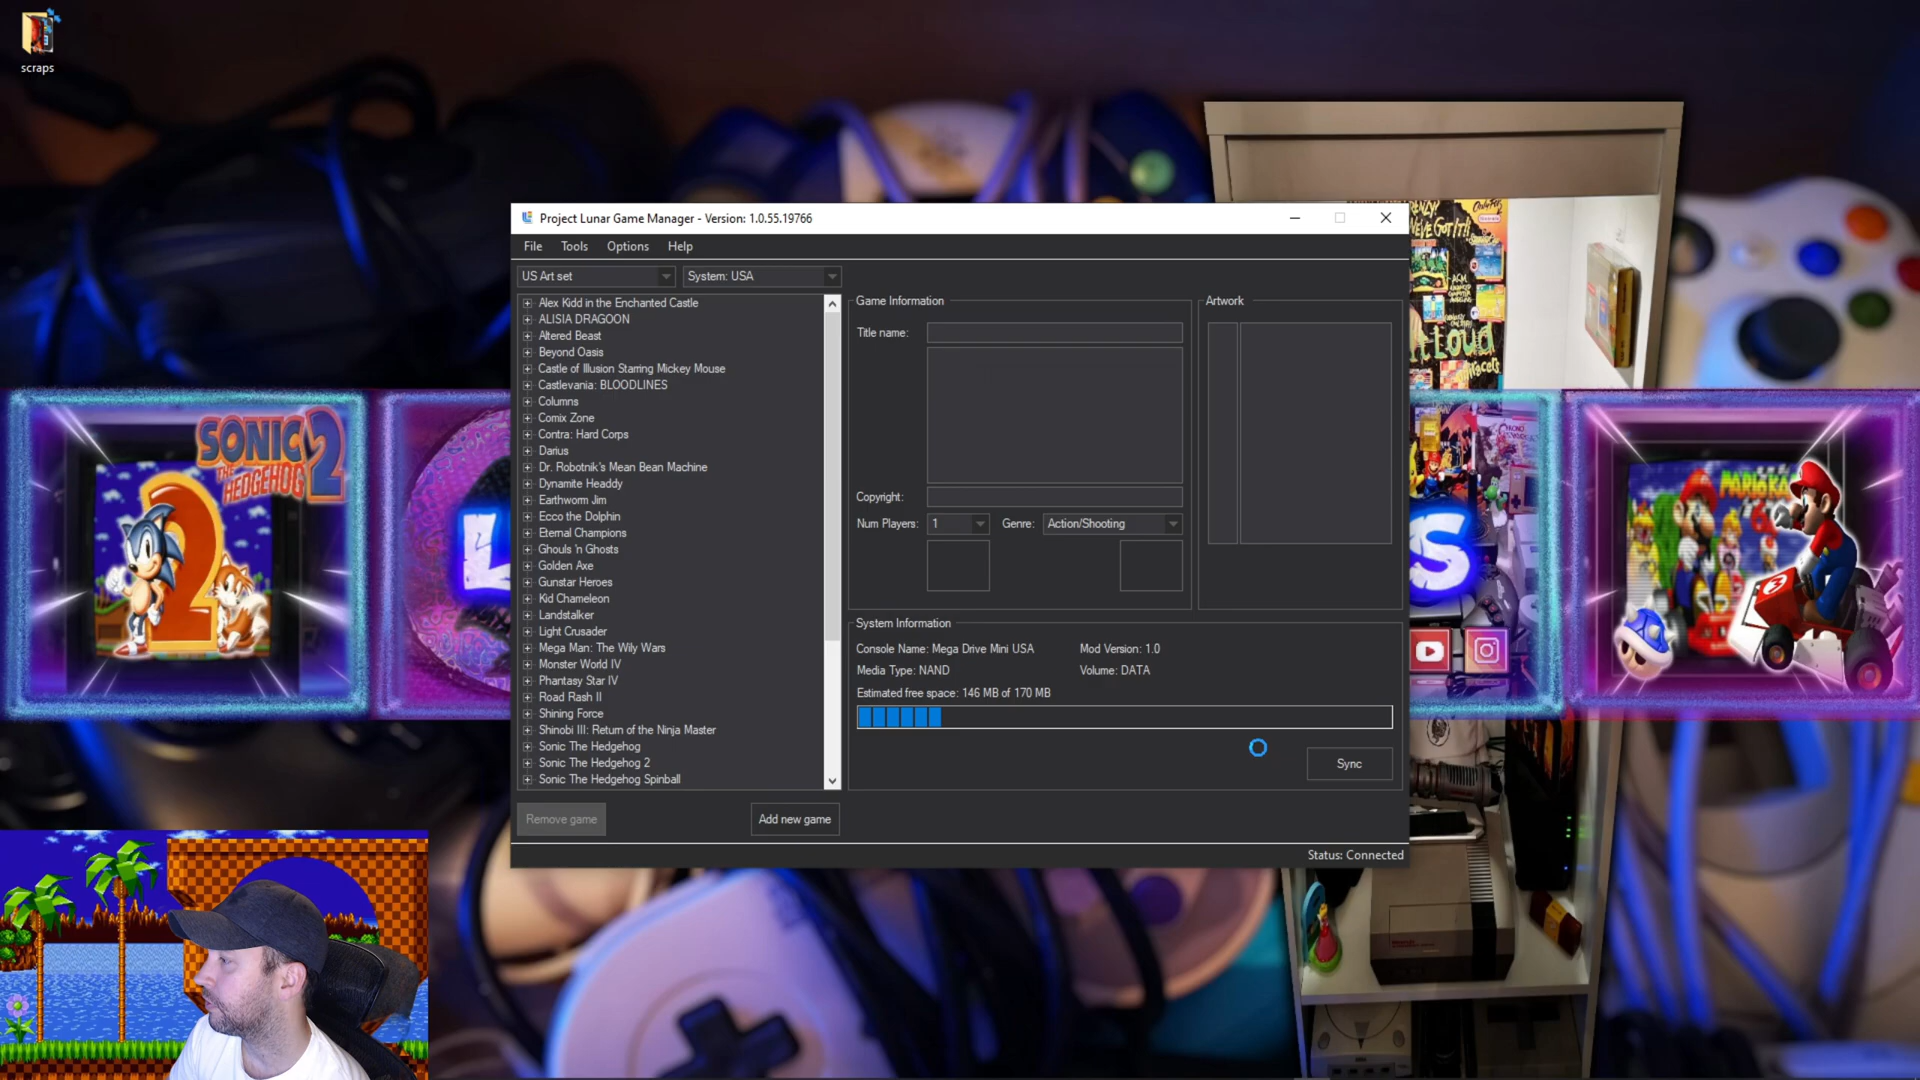 scraps
Project Lunar Game Manager - Version: 1.0.55.19766
File Tools Options Help
US Art set System: USA
Alex Kidd in the Enchanted Castle
ALISIA DRAGOON
Altered Beast
Beyond Oasis
Castle of Illusion Starring Mickey Mouse
Castlevania: BLOODLINES
Columns
Comix Zone
Contra: Hard Corps
Darius
Dr. Robotnik's Mean Bean Machine
Dynamite Headdy
Earthworm Jim
Ecco the Dolphin
Eternal Champions
Ghouls 'n Ghosts
Golden Axe
Gunstar Heroes
Kid Chameleon
Landstalker
Light Crusader
Mega Man: The Wily Wars
Monster World IV
Phantasy Star IV
Road Rash II
Shining Force
Shinobi III: Return of the Ninja Master
Sonic The Hedgehog
Sonic The Hedgehog 2
Sonic The Hedgehog Spinball
Remove game
Add new game
Game Information
Title name:
Copyright:
Num Players: 1 Genre: Action/Shooting
Artwork
System Information
Console Name: Mega Drive Mini USA Mod Version: 1.0
Media Type: NAND Volume: DATA
Estimated free space: 146 MB of 170 MB
Sync
Status: Connected
SONIC
THE HEDGEHOG 2
2